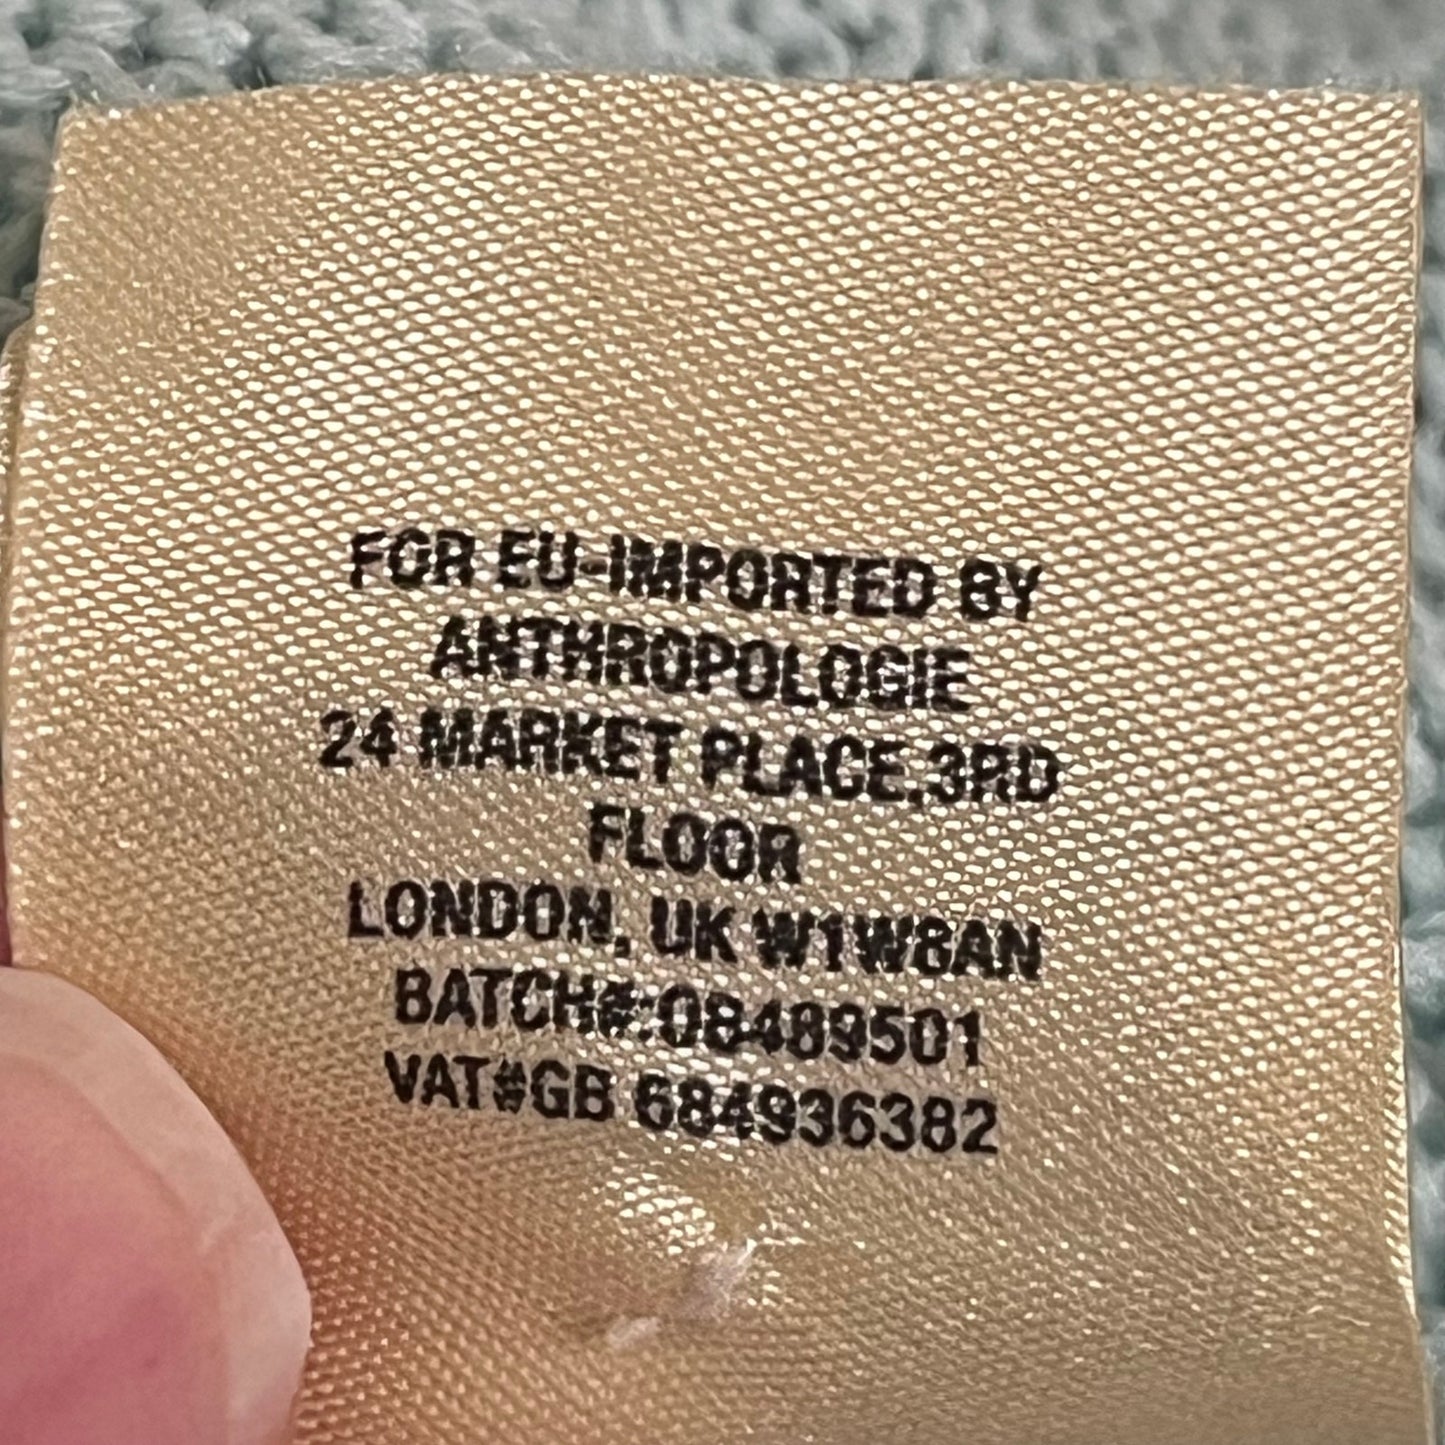 FOR EU-IMPORTED BY
ANTHROPOLOGIE
24 MARKET PLACE,3RD
FLOOR
LONDON, UK W1W8AN
BATCH#:08489501
VAT#GB 684936382